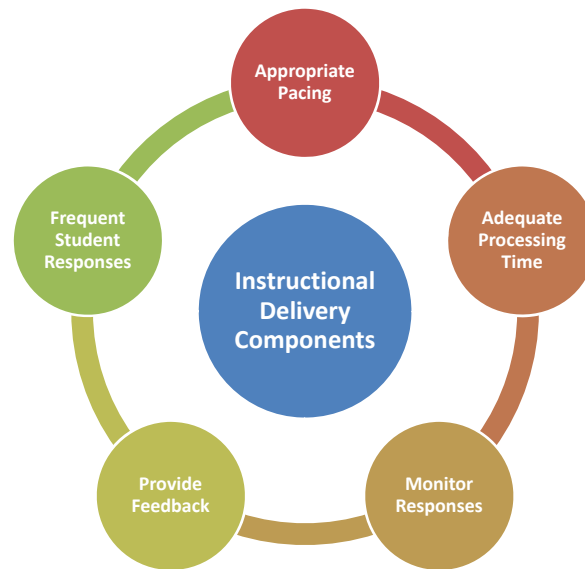 Appropriate
Pacing
Adequate
Processing
Time
Monitor
Responses
Provide
Feedback
Frequent
Student
Responses
Instructional
Delivery
Components